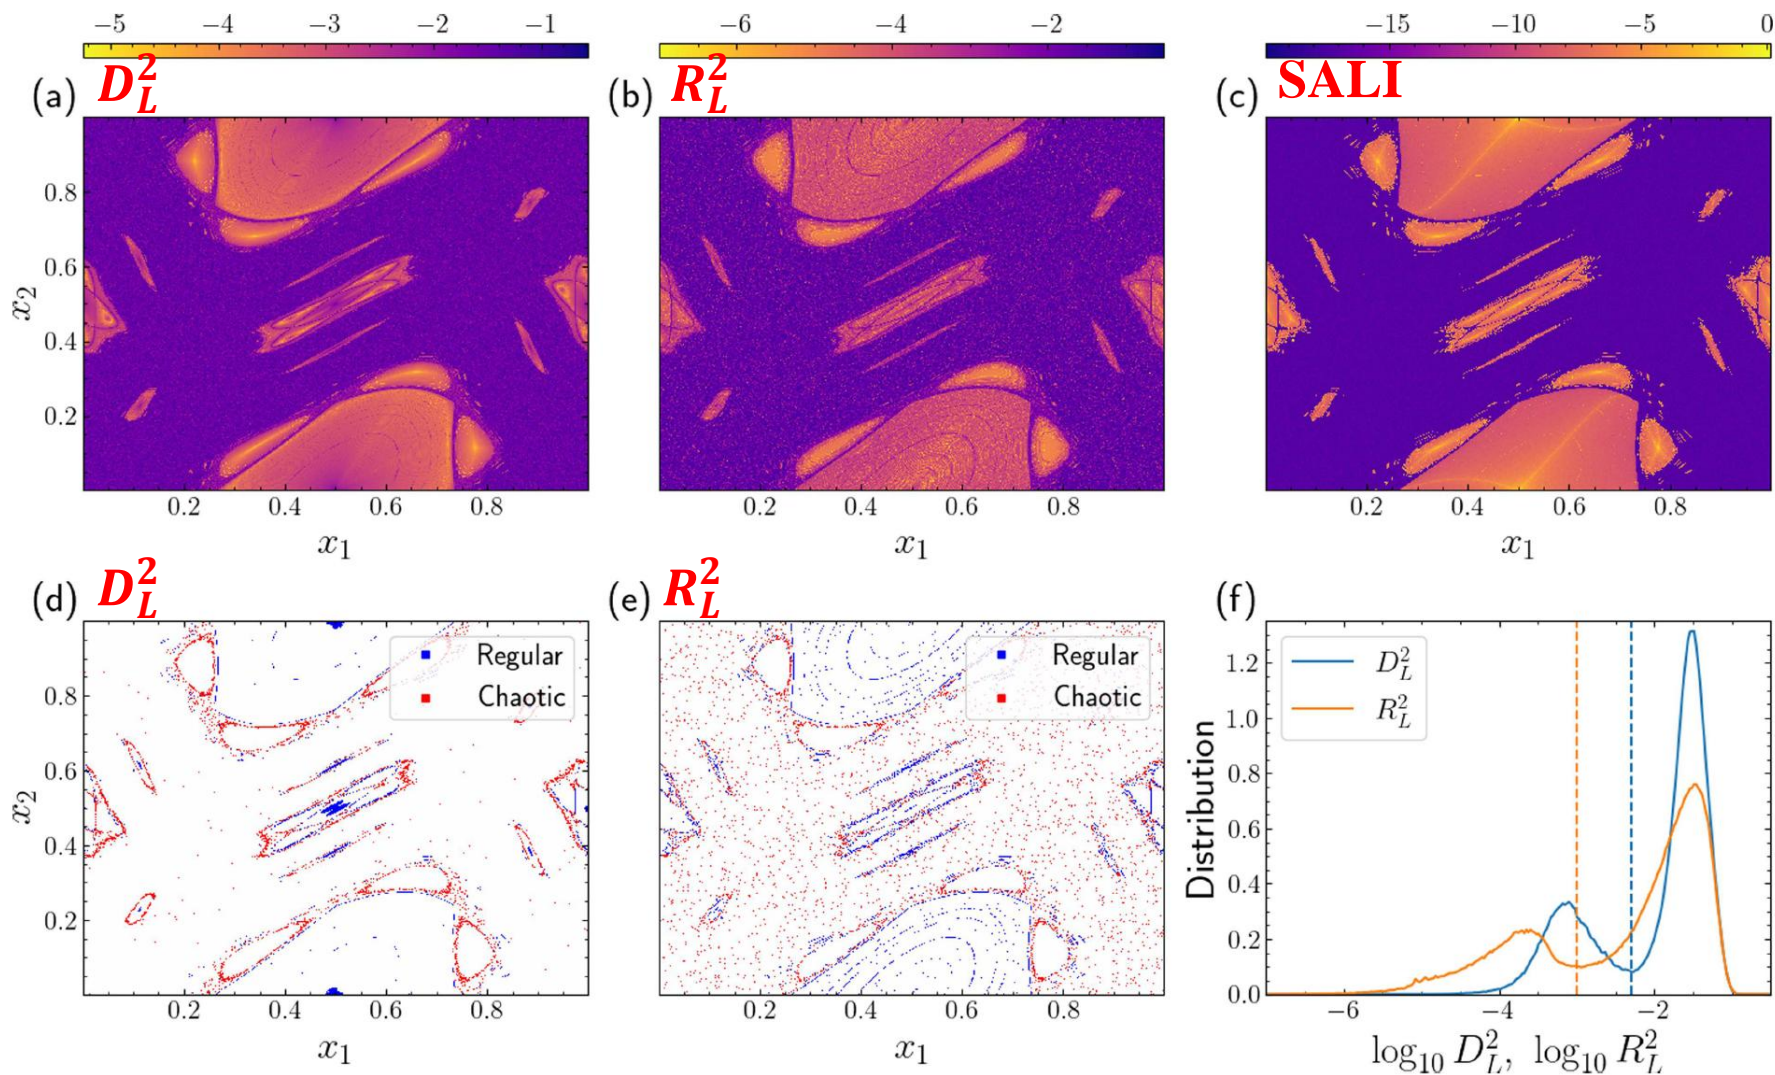 −5 −4 −3 −2 −1
−6 −4 −2
−15 −10 −5 0
(a) D_L^2
(b) R_L^2
(c) SALI
0.8
0.6
0.4
0.2
x_2
0.2 0.4 0.6 0.8
x_1
0.2 0.4 0.6 0.8
x_1
0.2 0.4 0.6 0.8
x_1
(d) D_L^2
(e) R_L^2
(f)
Regular
Chaotic
0.8
0.6
0.4
0.2
x_2
0.2 0.4 0.6 0.8
x_1
Regular
Chaotic
0.2 0.4 0.6 0.8
x_1
D_L^2
R_L^2
1.2
1.0
0.8
0.6
0.4
0.2
0.0
Distribution
−6 −4 −2
log_10 D_L^2, log_10 R_L^2